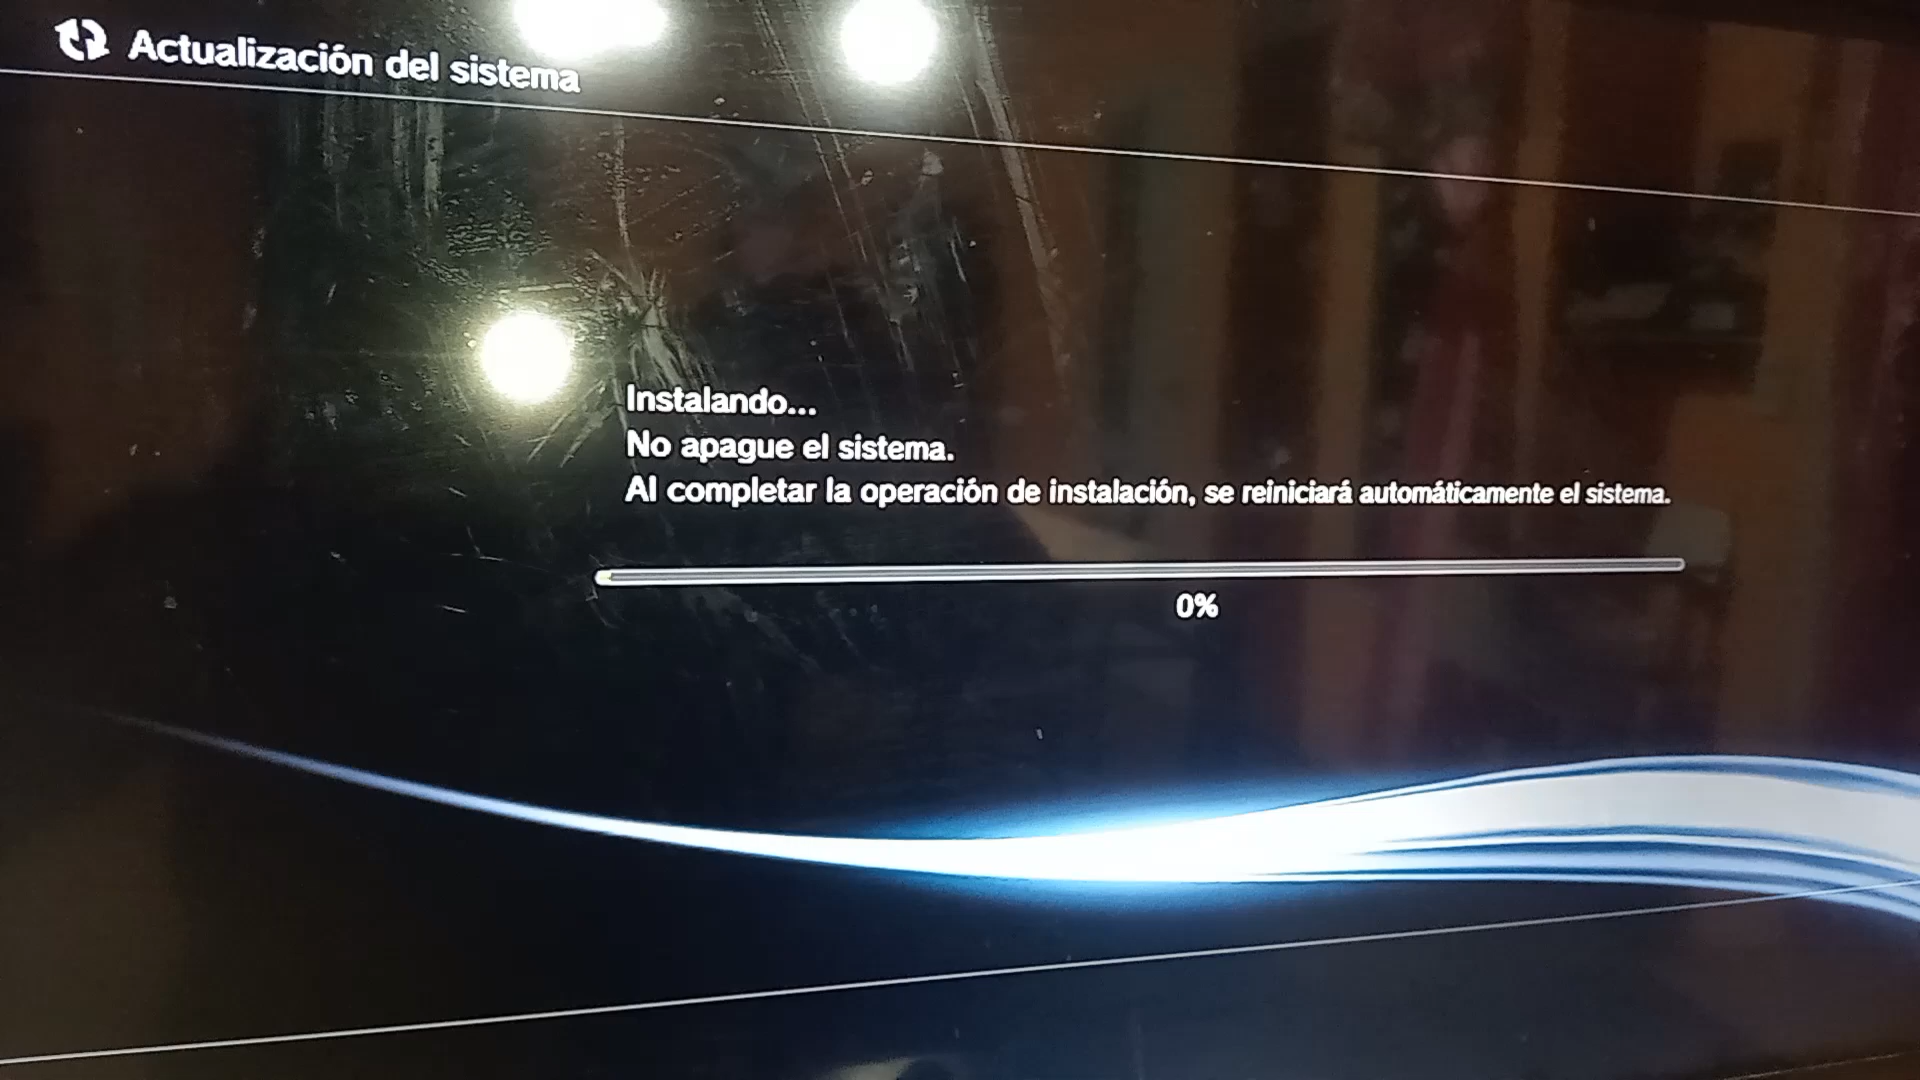 Actualización del sistema
Instalando...
No apague el sistema.
Al completar la operación de instalación, se reiniciará automáticamente el sistema.
0%